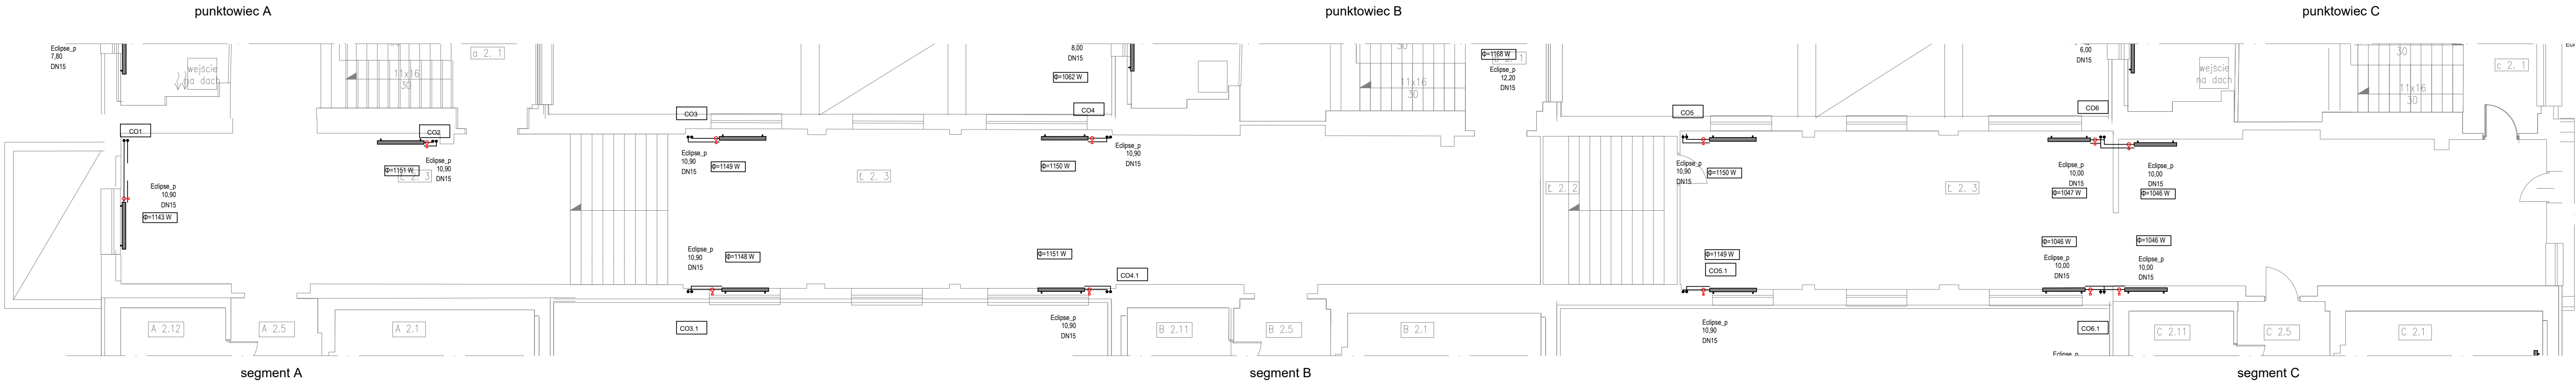 punktowiec A
punktowiec B
punktowiec C
Eclipse_p
7,80
DN15
wejście
na dach
11x16
30
a 2. 1
8,00
DN15
Φ=1062 W
30
11x16
30
Φ=1168 W
Eclipse_p
12,20
DN15
6,00
DN15
wejście
na dach
30
11x16
30
c 2. 1
CO1
CO2
CO3
CO4
CO5
CO6
Eclipse_p
10,90
DN15
Φ=1143 W
Φ=1151 W
Eclipse_p
10,90
DN15
Eclipse_p
10,90
DN15
Φ=1149 W
Ł 2. 3
Φ=1150 W
Eclipse_p
10,90
DN15
Ł 2. 2
Eclipse_p
10,90
DN15
Φ=1150 W
Ł 2. 3
Eclipse_p
10,00
DN15
Φ=1047 W
Eclipse_p
10,00
DN15
Φ=1046 W
Eclipse_p
10,90
DN15
Φ=1148 W
Φ=1151 W
CO4.1
Φ=1149 W
CO5.1
Φ=1046 W
Eclipse_p
10,00
DN15
Φ=1046 W
Eclipse_p
10,00
DN15
A 2.12
A 2.5
A 2.1
CO3.1
Eclipse_p
10,90
DN15
B 2.11
B 2.5
B 2.1
Eclipse_p
10,90
DN15
CO6.1
Eclipse_p
C 2.11
C 2.5
C 2.1
segment A
segment B
segment C